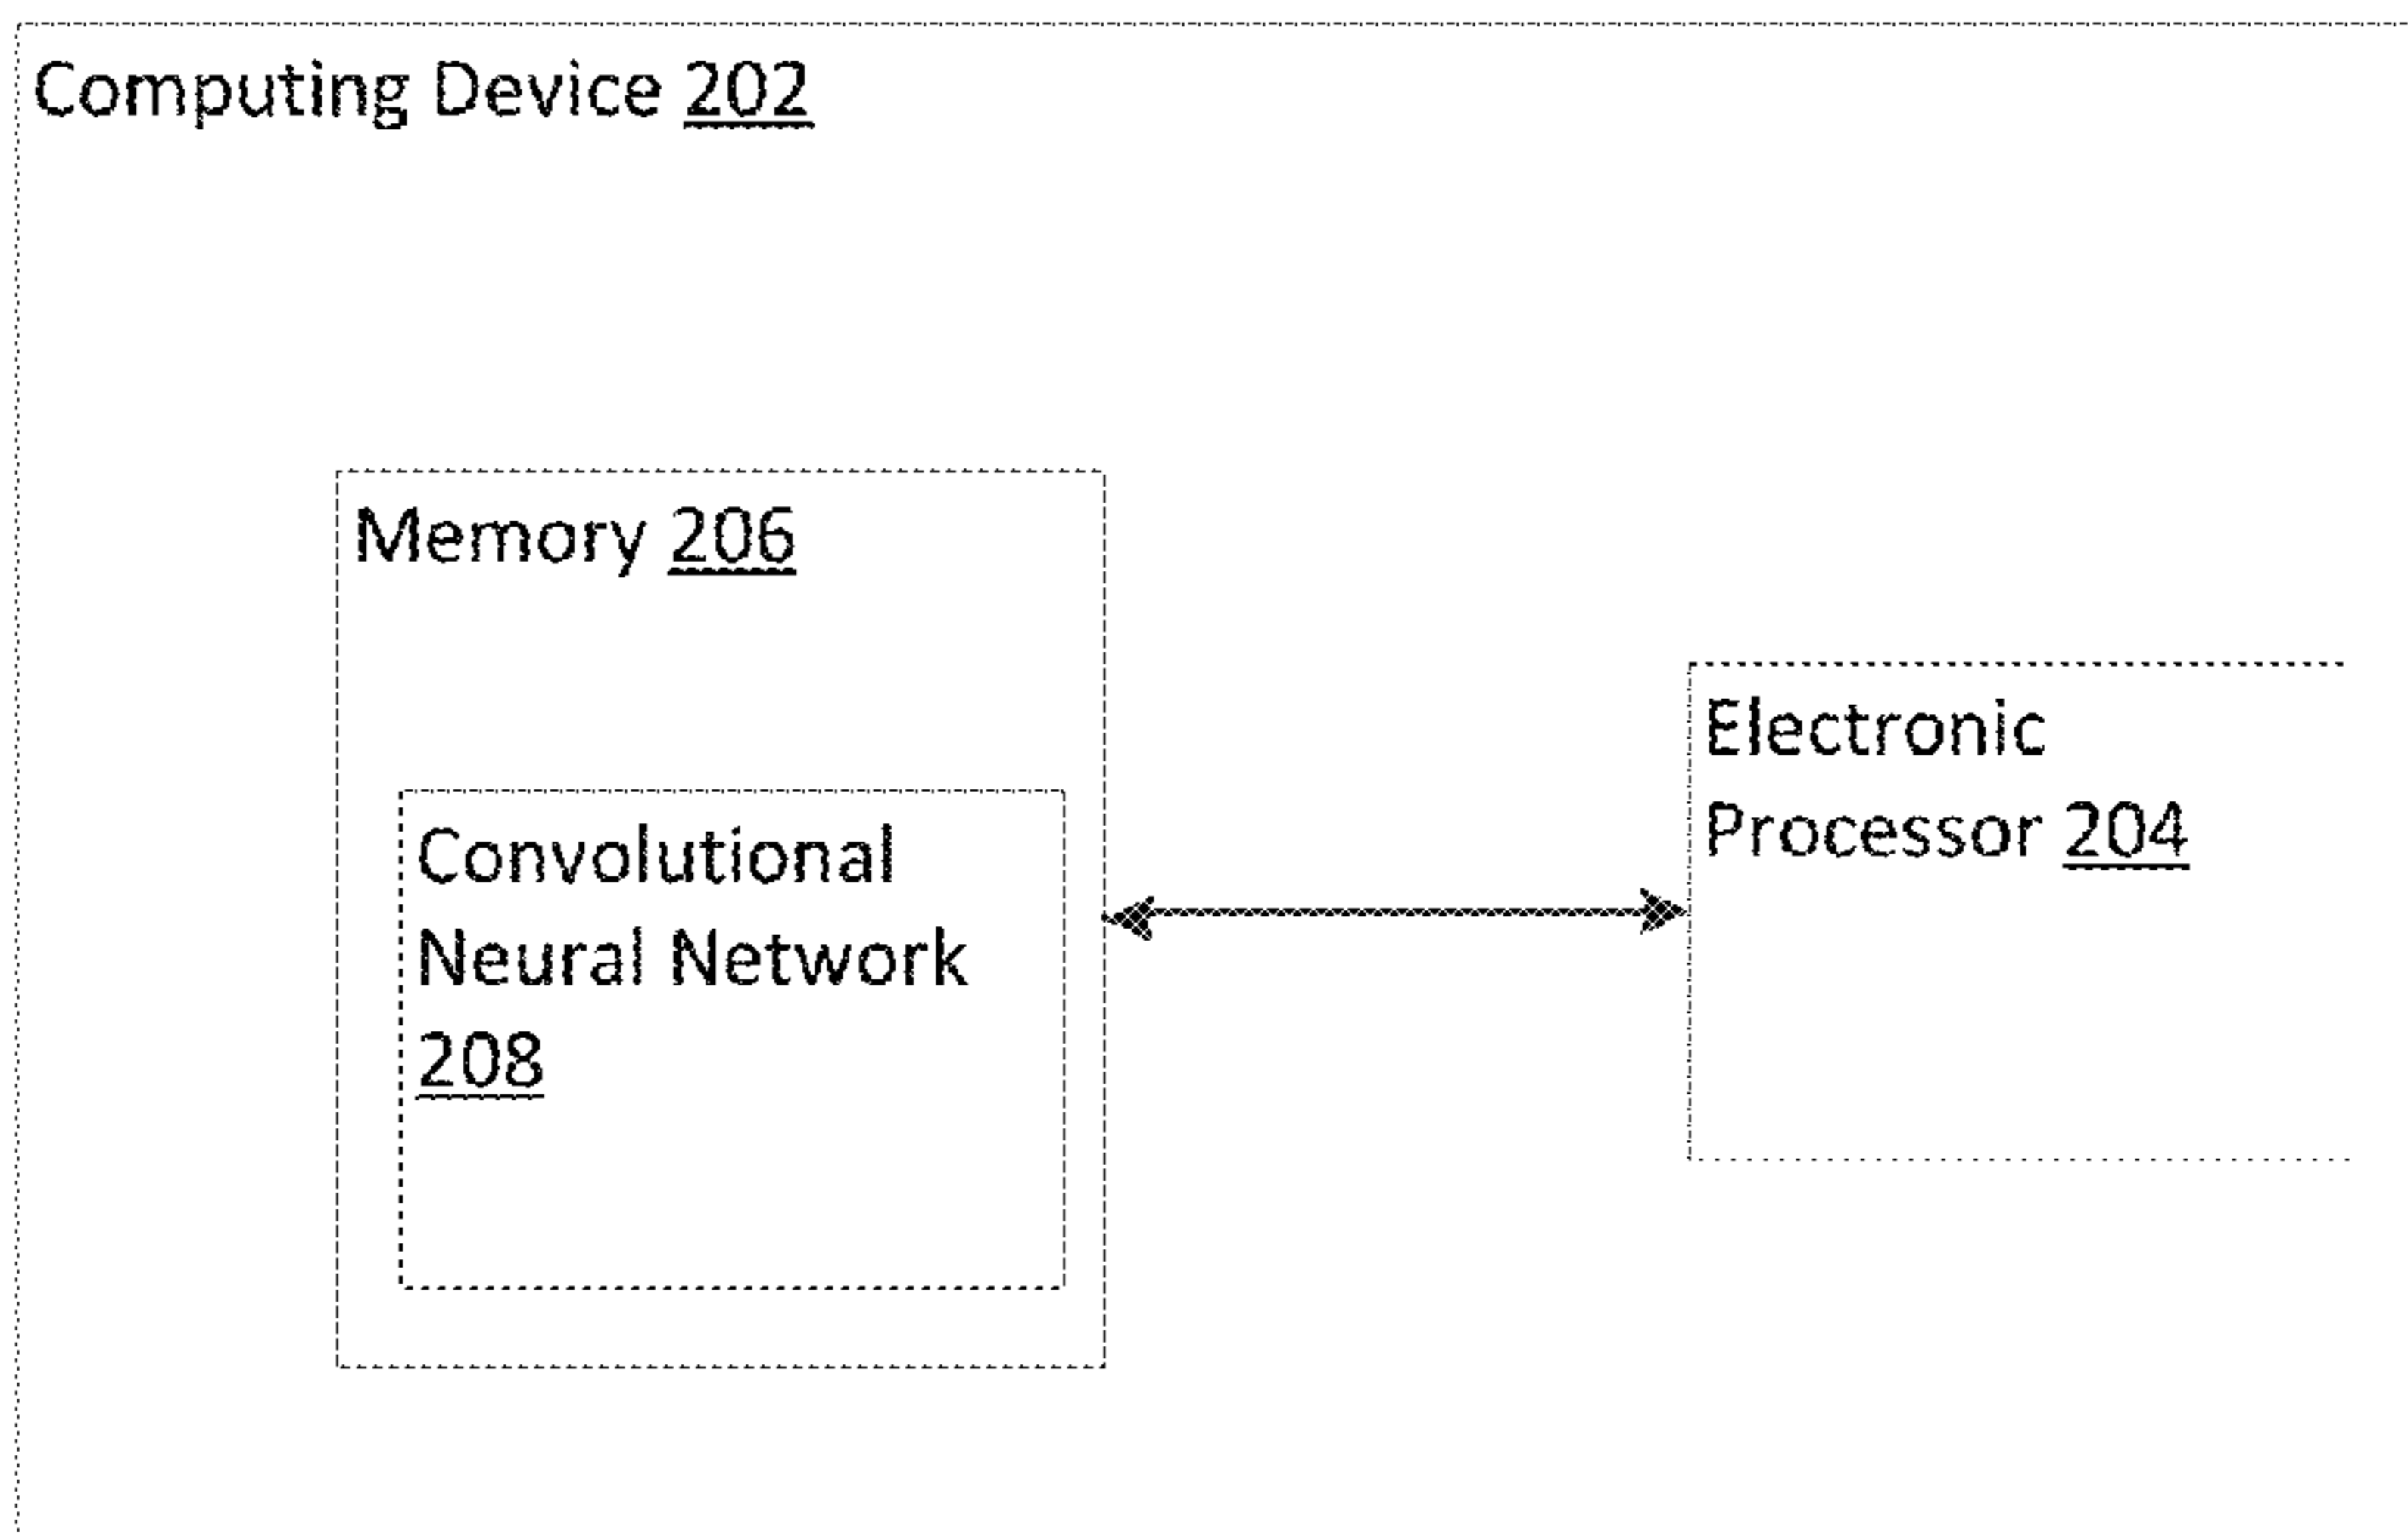 Computing Device 202
Memory 206
Convolutional
Neural Network
208
Electronic
Processor 204